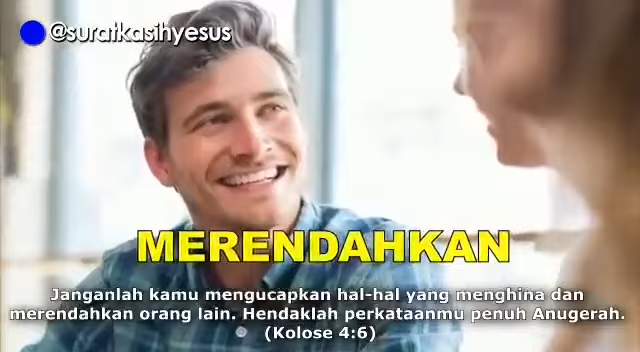 @suratkasihyesus
MERENDAHKAN
Janganlah kamu mengucapkan hal-hal yang menghina dan
merendahkan orang lain. Hendaklah perkataanmu penuh Anugerah.
(Kolose 4:6)